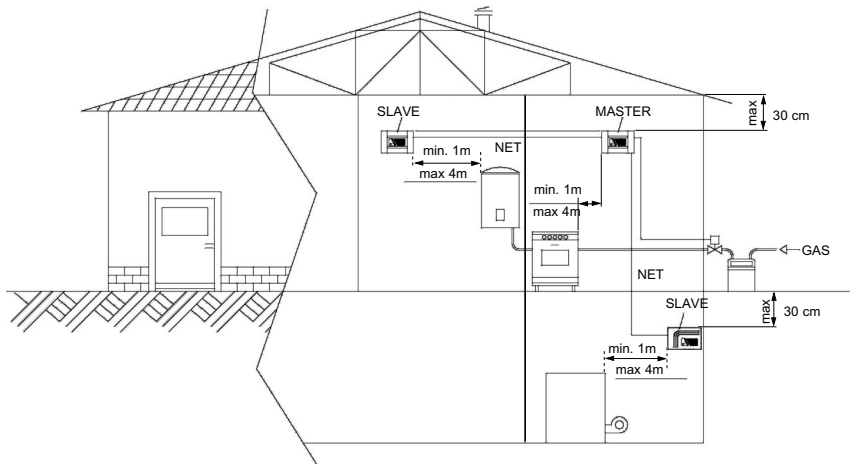 SLAVE
MASTER
max
30 cm
min. 1m
NET
max 4m
min. 1m
max 4m
GAS
NET
SLAVE
max
30 cm
min. 1m
max 4m